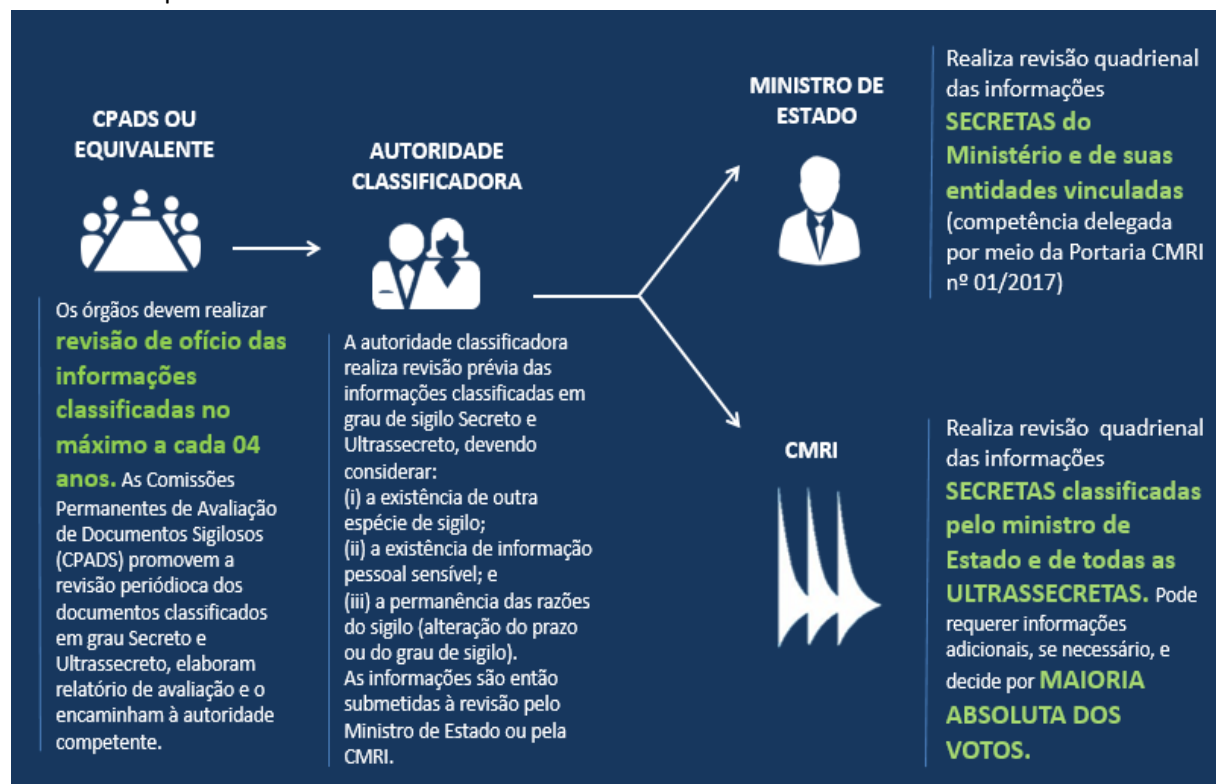 CPADS OU
EQUIVALENTE
Os órgãos devem realizar
revisão de ofício das
informações
classificadas no
máximo a cada 04
anos. As Comissões
Permanentes de Avaliação
de Documentos Sigilosos
(CPADS) promovem a
revisão periódioca dos
documentos classificados
em grau Secreto e
Ultrassecreto, elaboram
relatório de avaliação e o
encaminham à autoridade
competente.
AUTORIDADE
CLASSIFICADORA
A autoridade classificadora
realiza revisão prévia das
informações classificadas em
grau de sigilo Secreto e
Ultrassecreto, devendo
considerar:
(i) a existência de outra
espécie de sigilo;
(ii) a existência de informação
pessoal sensível; e
(iii) a permanência das razões
do sigilo (alteração do prazo
ou do grau de sigilo).
As informações são então
submetidas à revisão pelo
Ministro de Estado ou pela
CMRI.
MINISTRO DE
ESTADO
Realiza revisão quadrienal
das informações
SECRETAS do
Ministério e de suas
entidades vinculadas
(competência delegada
por meio da Portaria CMRI
nº 01/2017)
CMRI
Realiza revisão quadrienal
das informações
SECRETAS classificadas
pelo ministro de
Estado e de todas as
ULTRASSECRETAS. Pode
requerer informações
adicionais, se necessário, e
decide por MAIORIA
ABSOLUTA DOS
VOTOS.